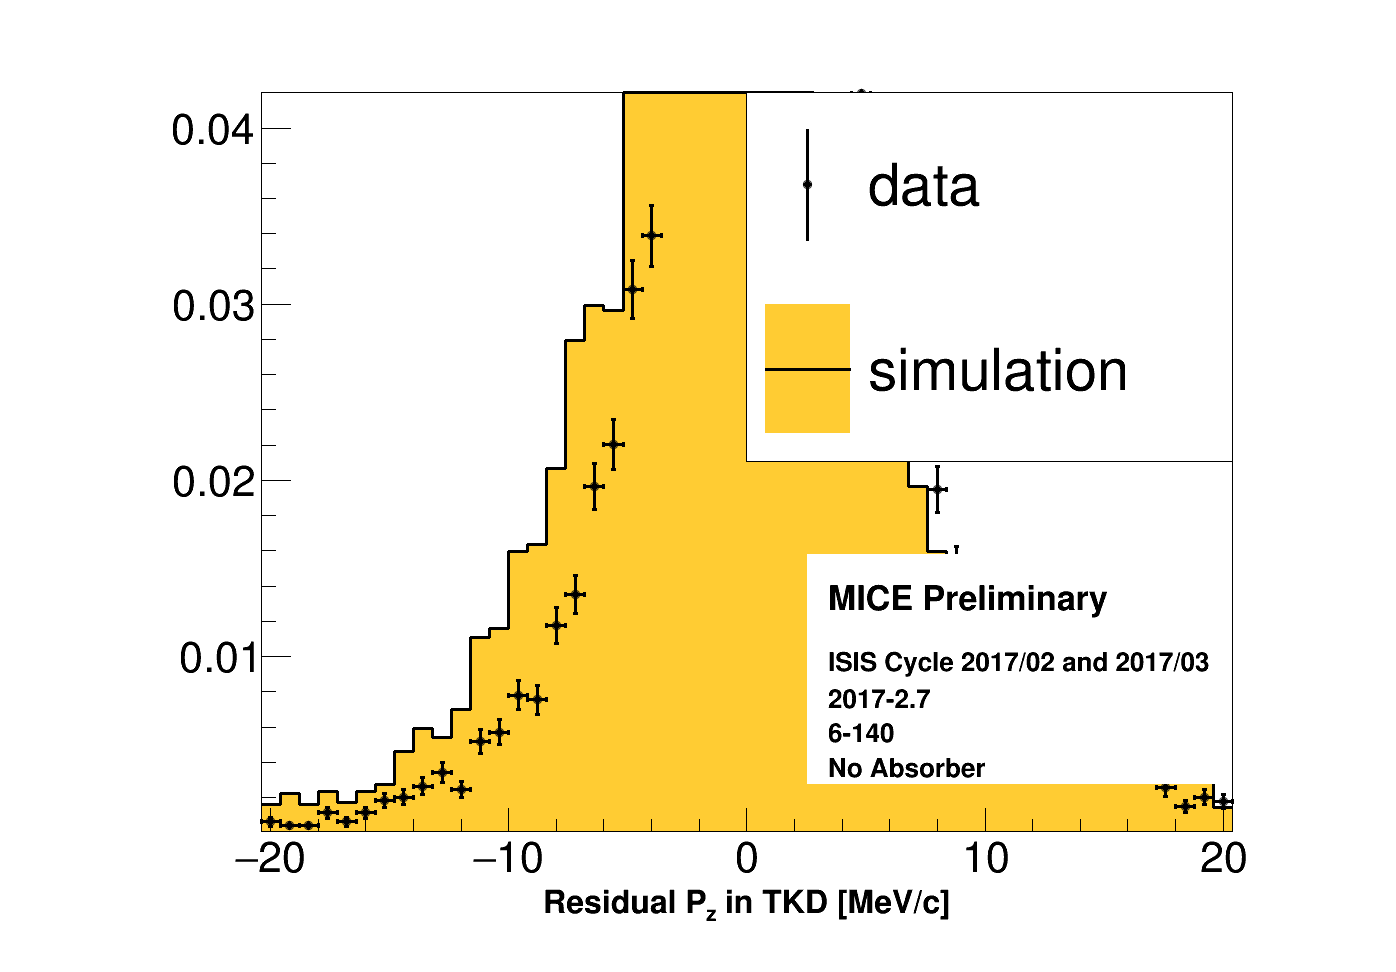 0.04
0.03
0.02
0.01
data
simulation
MICE Preliminary
ISIS Cycle 2017/02 and 2017/03
2017-2.7
6-140
No Absorber
−20 −10 0 10 20
Residual Pz in TKD [MeV/c]